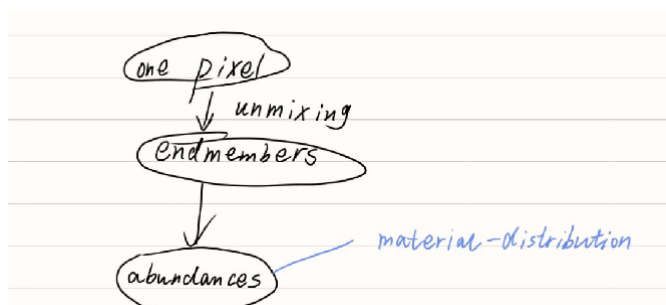 one pixel
unmixing
endmembers
material-distribution
abundances